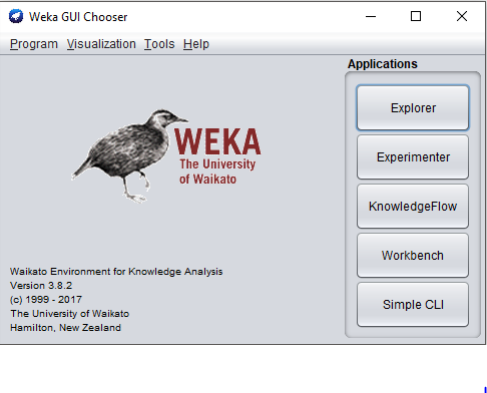 Weka GUI Chooser
Program Visualization Tools Help
Applications
Explorer
Experimenter
KnowledgeFlow
Workbench
Simple CLI
WEKA
The University
of Waikato
Waikato Environment for Knowledge Analysis
Version 3.8.2
(c) 1999 - 2017
The University of Waikato
Hamilton, New Zealand